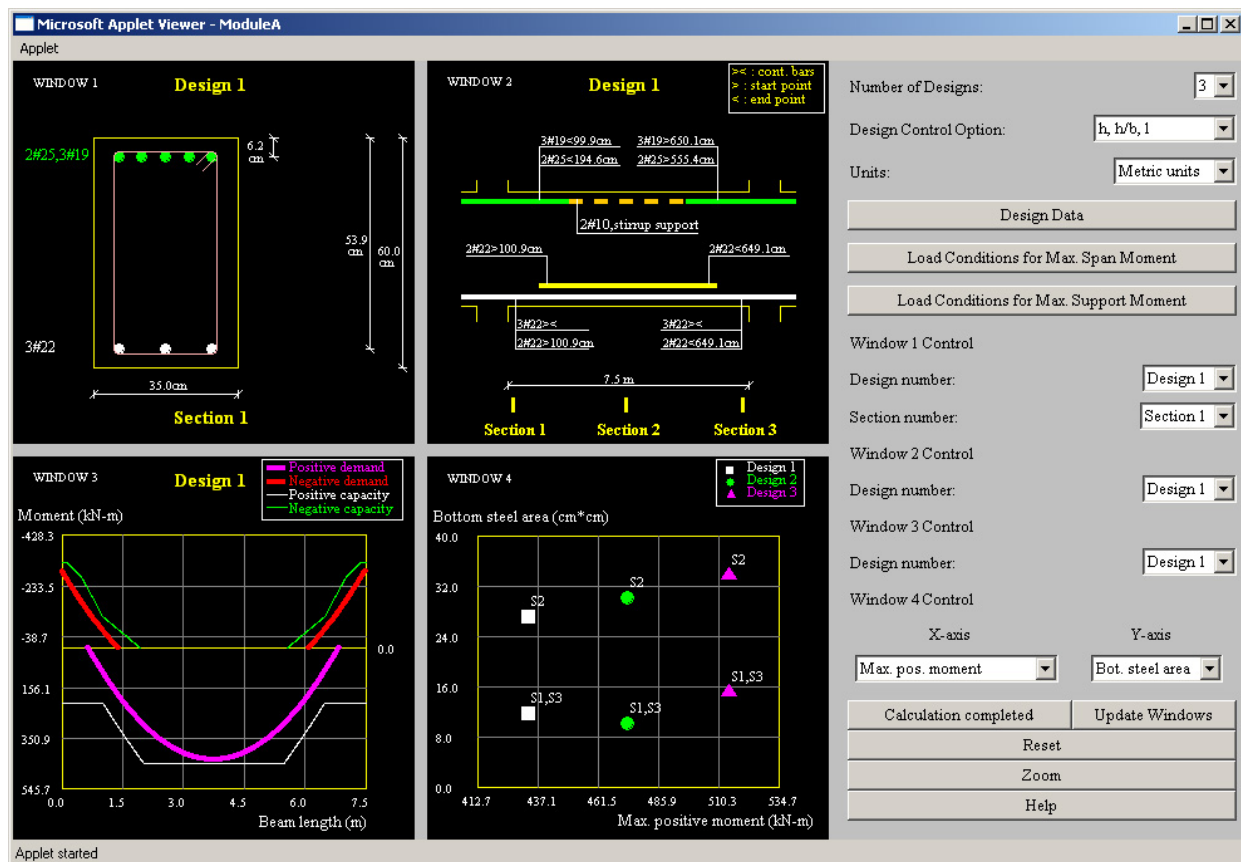 Microsoft Applet Viewer - ModuleA
Applet
WINDOW 1
Design 1
2#25,3#19
6.2
cm
53.9
cm
60.0
cm
3#22
35.0cm
Section 1
WINDOW 2
Design 1
>< : cont. bars
> : start point
< : end point
3#19<99.9cm 3#19>650.1cm
2#25<194.6cm 2#25>555.4cm
2#10,stirrup support
2#22>100.9cm 2#22<649.1cm
3#22>< 3#22><
2#22>100.9cm 2#22<649.1cm
7.5 m
Section 1 Section 2 Section 3
WINDOW 3
Design 1
Positive demand
Negative demand
Positive capacity
Negative capacity
Moment (kN-m)
-428.3
-233.5
-38.7
0.0
156.1
350.9
545.7
0.0 1.5 3.0 4.5 6.0 7.5
Beam length (m)
WINDOW 4
Design 1
Design 2
Design 3
Bottom steel area (cm*cm)
40.0
32.0
24.0
16.0
8.0
0.0
S2
S2
S2
S1,S3
S1,S3
S1,S3
412.7 437.1 461.5 485.9 510.3 534.7
Max. positive moment (kN-m)
Number of Designs: 3
Design Control Option: h, h/b, l
Units: Metric units
Design Data
Load Conditions for Max. Span Moment
Load Conditions for Max. Support Moment
Window 1 Control
Design number: Design 1
Section number: Section 1
Window 2 Control
Design number: Design 1
Window 3 Control
Design number: Design 1
Window 4 Control
X-axis Y-axis
Max. pos. moment Bot. steel area
Calculation completed Update Windows
Reset
Zoom
Help
Applet started